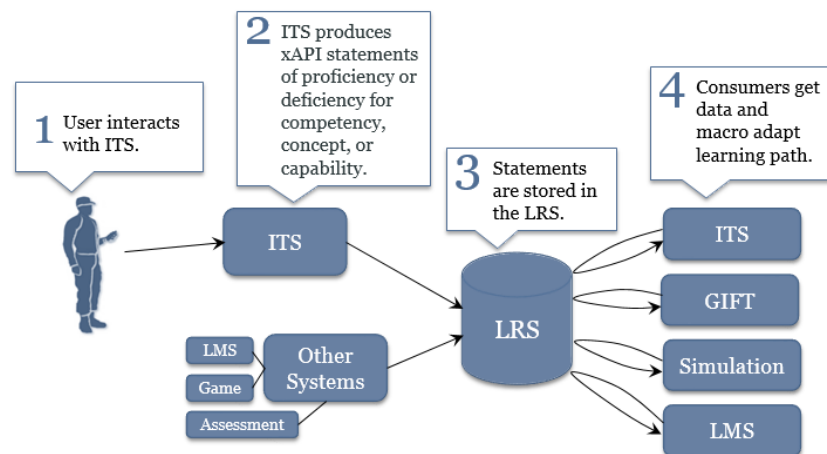 1 User interacts
with ITS.
2 ITS produces
xAPI statements
of proficiency or
deficiency for
competency,
concept, or
capability.
3 Statements
are stored in
the LRS.
4 Consumers get
data and
macro adapt
learning path.
ITS
LMS
Game
Assessment
Other
Systems
LRS
ITS
GIFT
Simulation
LMS